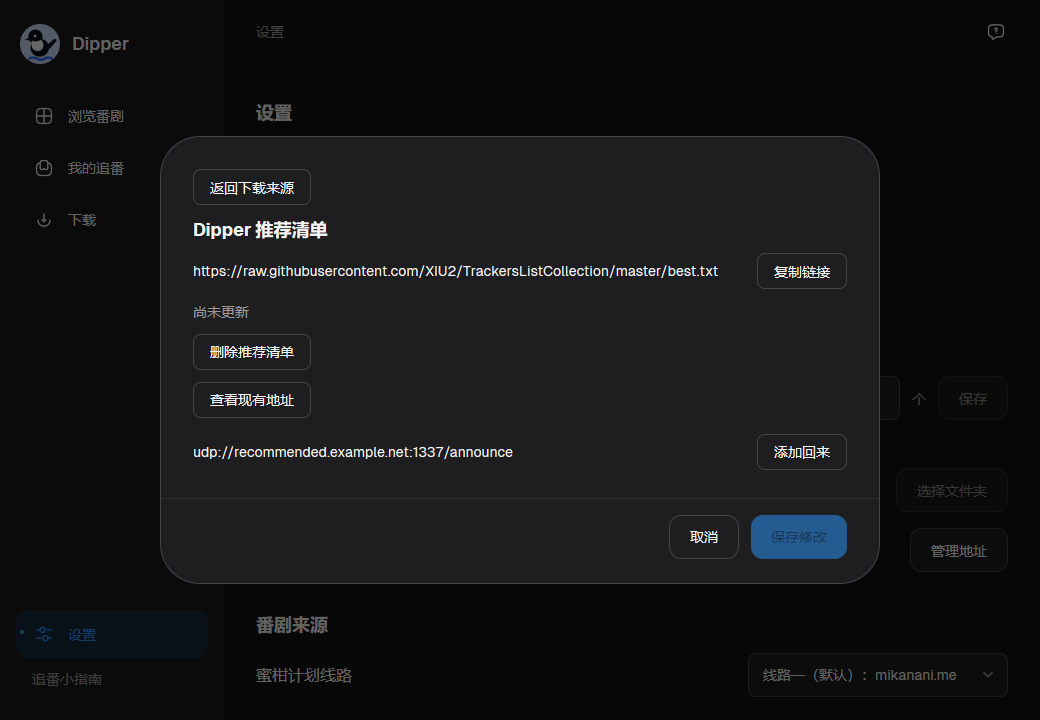 Dipper
设置
浏览番剧
我的追番
下载
设置
返回下载来源
Dipper 推荐清单
https://raw.githubusercontent.com/XIU2/TrackersListCollection/master/best.txt
复制链接
尚未更新
删除推荐清单
查看现有地址
udp://recommended.example.net:1337/announce
添加回来
取消
保存修改
个
保存
选择文件夹
管理地址
番剧来源
蜜柑计划线路
线路一（默认）：mikanani.me
设置
追番小指南